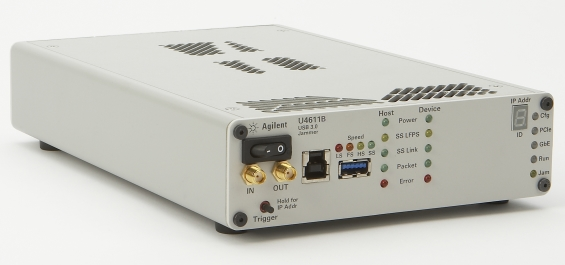 Agilent
U4611B
USB 3.0
Jammer
- 0
IN
OUT
Hold for
IP Addr
Trigger
Speed
LS FS HS SS
Host
Device
Power
SS LFPS
SS Link
Packet
Error
IP Addr
ID
Cfg
PCIe
GbE
Run
Jam